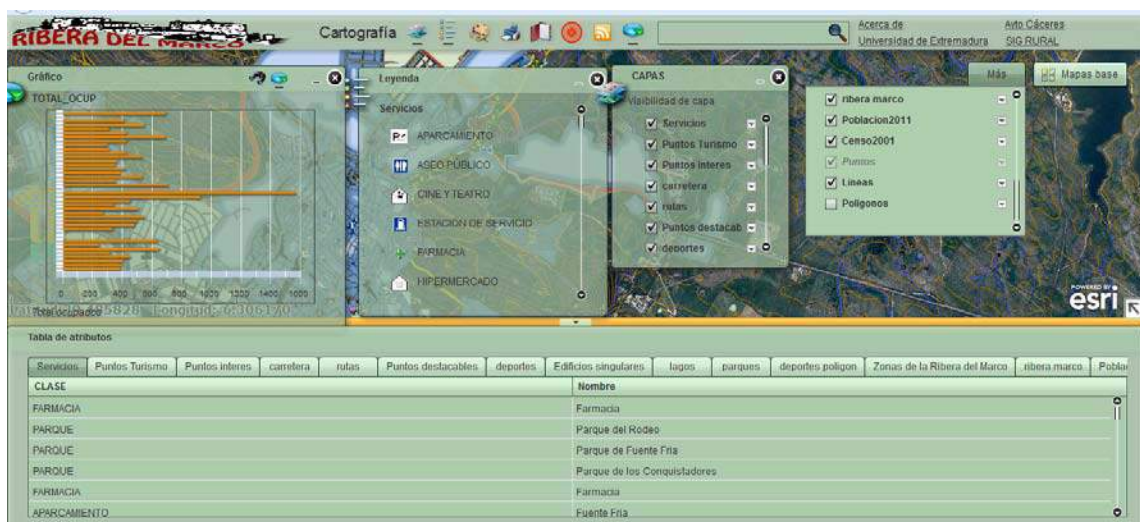 RIBERA DEL MARCO
Cartografía
Acerca de
Universidad de Extremadura
Ayto Cáceres
SIG RURAL
Gráfico
TOTAL_OCUP
0 200 400 600 800 1000 1200 1400 1600
Total ocupados
Leyenda
Servicios
APARCAMIENTO
ASEO PÚBLICO
CINE Y TEATRO
ESTACION DE SERVICIO
FARMACIA
HIPERMERCADO
CAPAS
Visibilidad de capa
Servicios
Puntos Turismo
Puntos interes
carretera
rutas
Puntos destacab
deportes
Más
Mapas base
ribera marco
Poblacion2011
Censo2001
Puntos
Lineas
Poligonos
POWERED BY
esri
Tabla de atributos
Servicios Puntos Turismo Puntos interes carretera rutas Puntos destacables deportes Edificios singulares lagos parques deportes poligon Zonas de la Ribera del Marco ribera marco Poblac
CLASE Nombre
FARMACIA Farmacia
PARQUE Parque del Rodeo
PARQUE Parque de Fuente Fria
PARQUE Parque de los Conquistadores
FARMACIA Farmacia
APARCAMIENTO Fuente Fria